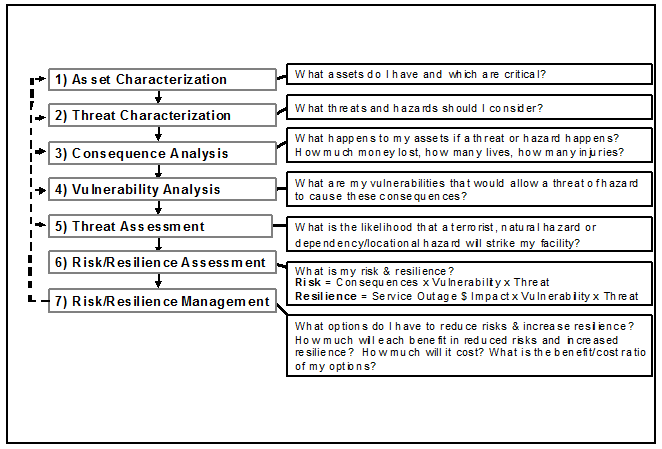 1) Asset Characterization
What assets do I have and which are critical?
2) Threat Characterization
What threats and hazards should I consider?
3) Consequence Analysis
What happens to my assets if a threat or hazard happens?
How much money lost, how many lives, how many injuries?
4) Vulnerability Analysis
What are my vulnerabilities that would allow a threat of hazard
to cause these consequences?
5) Threat Assessment
What is the likelihood that a terrorist, natural hazard or
dependency/locational hazard will strike my facility?
6) Risk/Resilience Assessment
What is my risk & resilience?
Risk = Consequences x Vulnerability x Threat
Resilience = Service Outage $ Impact x Vulnerability x Threat
7) Risk/Resilience Management
What options do I have to reduce risks & increase resilience?
How much will each benefit in reduced risks and increased
resilience? How much will it cost? What is the benefit/cost ratio
of my options?